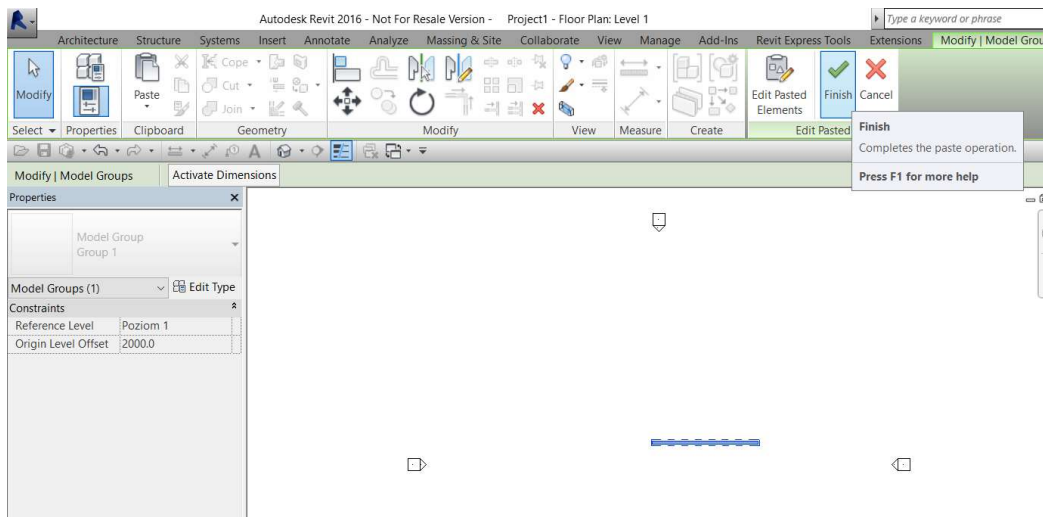 Autodesk Revit 2016 - Not For Resale Version - Project1 - Floor Plan: Level 1
Type a keyword or phrase
Architecture Structure Systems Insert Annotate Analyze Massing & Site Collaborate View Manage Add-Ins Revit Express Tools Extensions Modify | Model Grou
Modify Paste Cope Cut Join Edit Pasted Elements Finish Cancel
Select Properties Clipboard Geometry Modify View Measure Create Edit Pasted
Finish
Completes the paste operation.
Press F1 for more help
Modify | Model Groups Activate Dimensions
Properties
Model Group
Group 1
Model Groups (1) Edit Type
Constraints
Reference Level Poziom 1
Origin Level Offset 2000.0